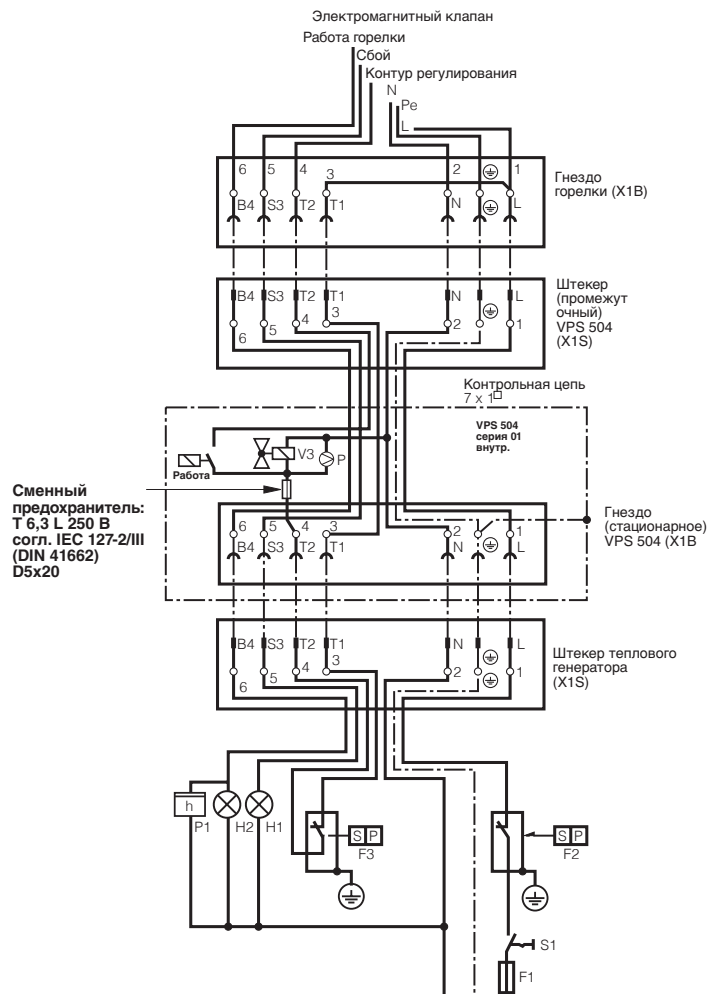 Электромагнитный клапан
Работа горелки
Сбой
Контур регулирования
N
Pe
L
6 5 4 3 2 1
B4 S3 T2 T1 N L
Гнездо
горелки (X1B)
B4 S3 T2 T1 N L
6 5 4 3 2 1
Штекер
(промежут
очный)
VPS 504
(X1S)
Контрольная цепь
7 x 1
VPS 504
серия 01
внутр.
Работа
V3
P
Сменный
предохранитель:
T 6,3 L 250 В
согл. IEC 127-2/III
(DIN 41662)
D5x20
6 5 4 3 2 1
B4 S3 T2 T1 N L
Гнездо
(стационарное)
VPS 504 (X1B
B4 S3 T2 T1 N L
6 5 4 3 2 1
Штекер теплового
генератора
(X1S)
h
P1 H2 H1
S P
F3
S P
F2
S1
F1